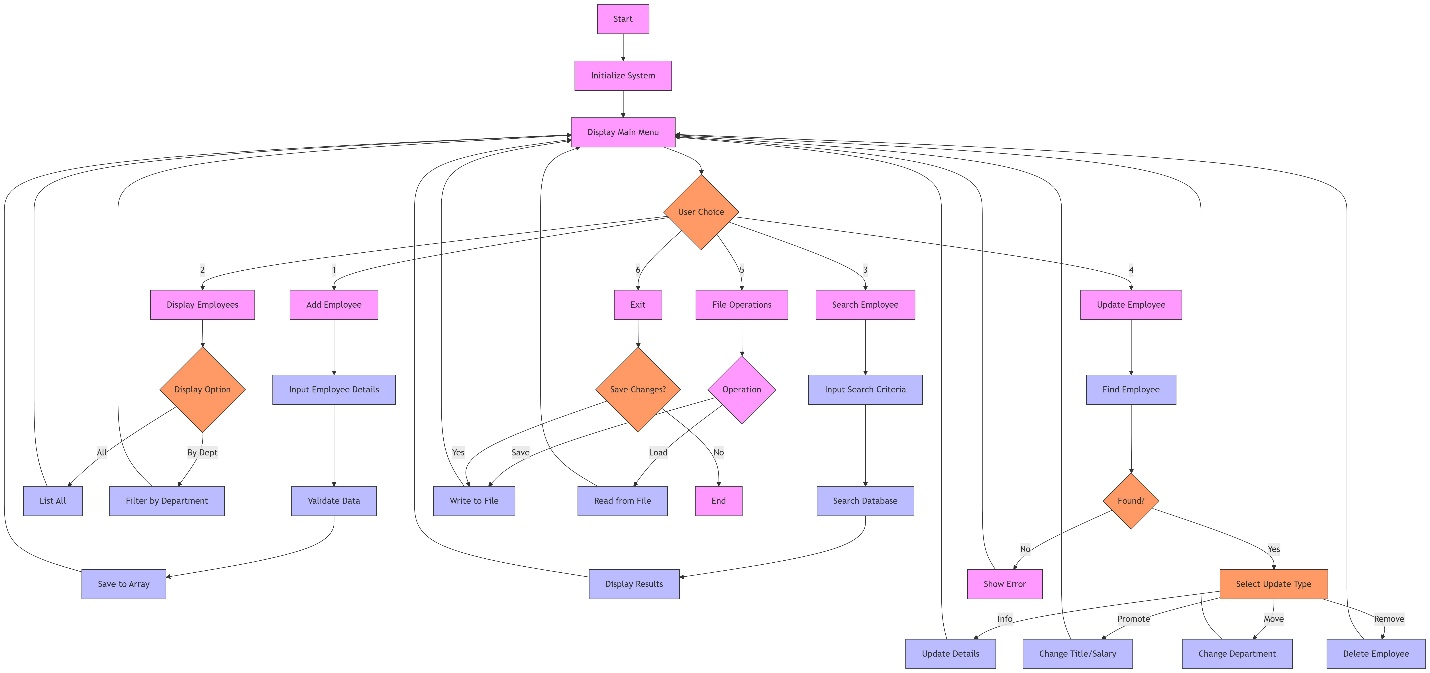 Start
Initialize System
Display Main Menu
User Choice
2
1
6
5
3
4
Display Employees
Add Employee
Exit
File Operations
Search Employee
Update Employee
Display Option
Input Employee Details
Save Changes?
Operation
Input Search Criteria
Find Employee
All
By Dept
Yes
Save
Load
No
List All
Filter by Department
Validate Data
Write to File
Read from File
End
Search Database
Found?
No
Yes
Save to Array
Display Results
Show Error
Select Update Type
Info
Promote
Move
Remove
Update Details
Change Title/Salary
Change Department
Delete Employee